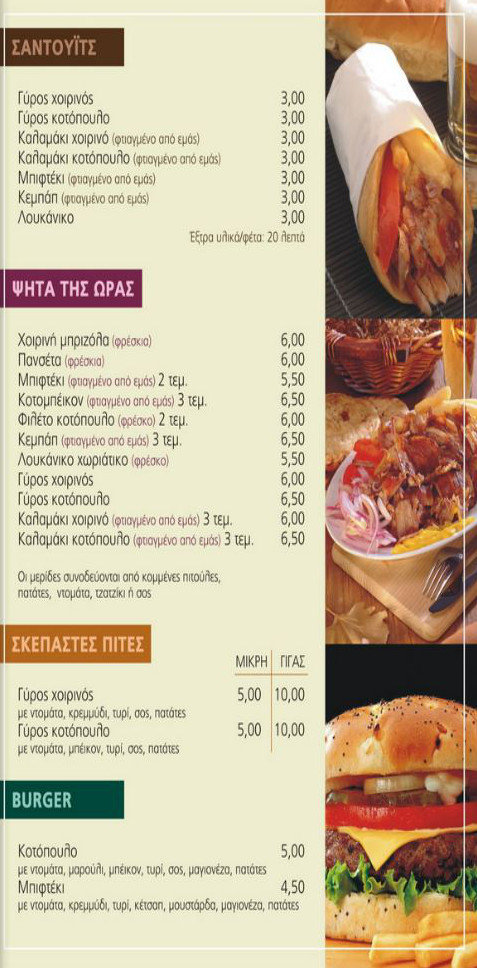 ΣΑΝΤΟΥΪΤΣ
Γύρος χοιρινός 3,00
Γύρος κοτόπουλο 3,00
Καλαμάκι χοιρινό (φτιαγμένο από εμάς) 3,00
Καλαμάκι κοτόπουλο (φτιαγμένο από εμάς) 3,00
Μπιφτέκι (φτιαγμένο από εμάς) 3,00
Κεμπάπ (φτιαγμένο από εμάς) 3,00
Λουκάνικο 3,00
Έξτρα υλικά/φέτα: 20 λεπτά
ΨΗΤΑ ΤΗΣ ΩΡΑΣ
Χοιρινή μπριζόλα (φρέσκια) 6,00
Πανσέτα (φρέσκια) 6,00
Μπιφτέκι (φτιαγμένο από εμάς) 2 τεμ. 5,50
Κοτομπέικον (φτιαγμένο από εμάς) 3 τεμ. 6,50
Φιλέτο κοτόπουλο (φρέσκο) 2 τεμ. 6,00
Κεμπάπ (φτιαγμένο από εμάς) 3 τεμ. 6,50
Λουκάνικο χωριάτικο (φρέσκο) 5,50
Γύρος χοιρινός 6,00
Γύρος κοτόπουλο 6,50
Καλαμάκι χοιρινό (φτιαγμένο από εμάς) 3 τεμ. 6,00
Καλαμάκι κοτόπουλο (φτιαγμένο από εμάς) 3 τεμ. 6,50
Οι μερίδες συνοδεύονται από κομμένες πιτούλες,
πατάτες, ντομάτα, τζατζίκι ή σος
ΣΚΕΠΑΣΤΕΣ ΠΙΤΕΣ
ΜΙΚΡΗ ΓΙΓΑΣ
Γύρος χοιρινός 5,00 10,00
με ντομάτα, κρεμμύδι, τυρί, σος, πατάτες
Γύρος κοτόπουλο 5,00 10,00
με ντομάτα, μπέικον, τυρί, σος, πατάτες
BURGER
Κοτόπουλο 5,00
με ντομάτα, μαρούλι, μπέικον, τυρί, σος, μαγιονέζα, πατάτες
Μπιφτέκι 4,50
με ντομάτα, κρεμμύδι, τυρί, κέτσαπ, μουστάρδα, μαγιονέζα, πατάτες